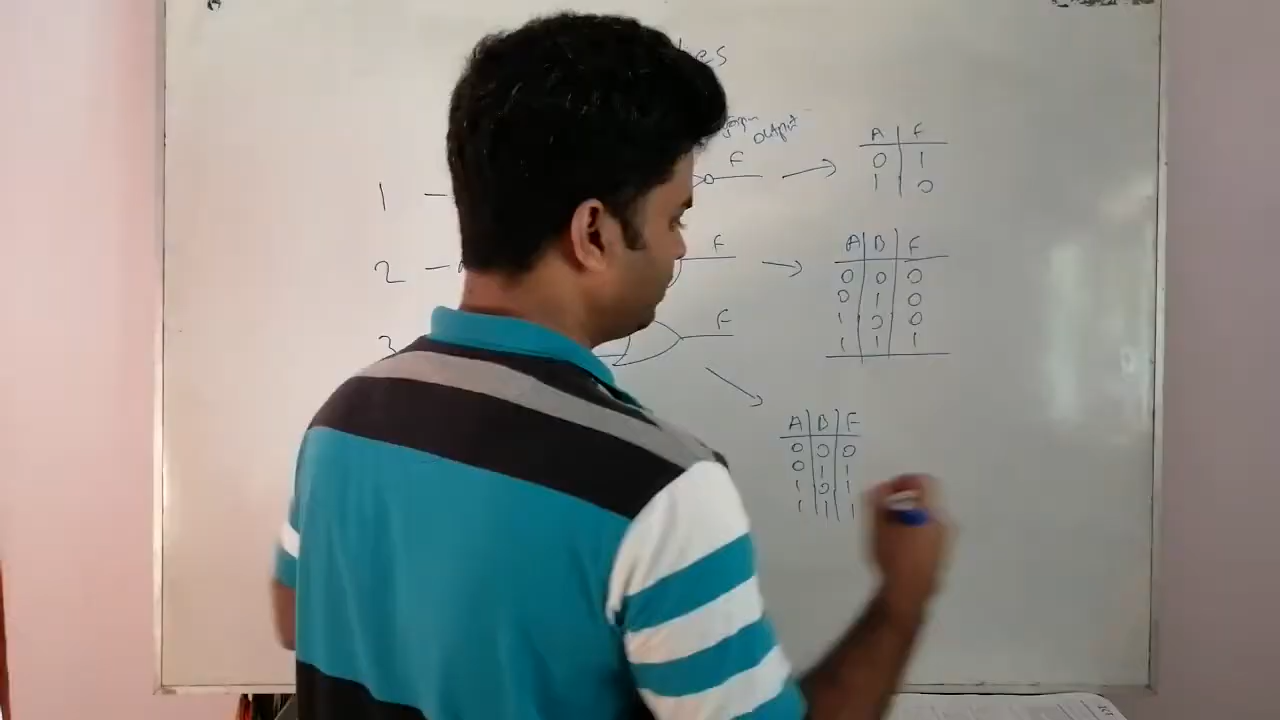 output
1 F
A F
0 1
1 0
2 F
A B F
0 0 0
0 1 0
1 0 0
1 1 1
3 F
A B F
0 0 0
0 1 1
1 0 1
1 1 1